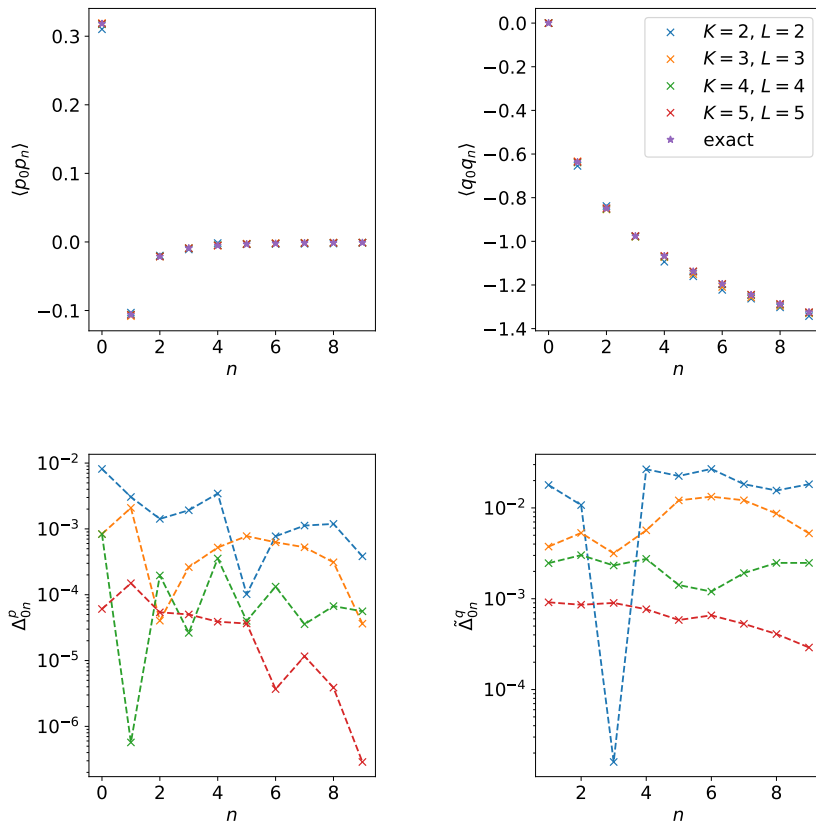 0.3
0.2
0.1
0.0
−0.1
⟨p₀pₙ⟩
0 2 4 6 8
n
0.0
−0.2
−0.4
−0.6
−0.8
−1.0
−1.2
−1.4
⟨q₀qₙ⟩
K = 2, L = 2
K = 3, L = 3
K = 4, L = 4
K = 5, L = 5
exact
0 2 4 6 8
n
10⁻²
10⁻³
10⁻⁴
10⁻⁵
10⁻⁶
Δᵖ₀ₙ
0 2 4 6 8
n
10⁻²
10⁻³
10⁻⁴
Δ̃^q₀ₙ
2 4 6 8
n